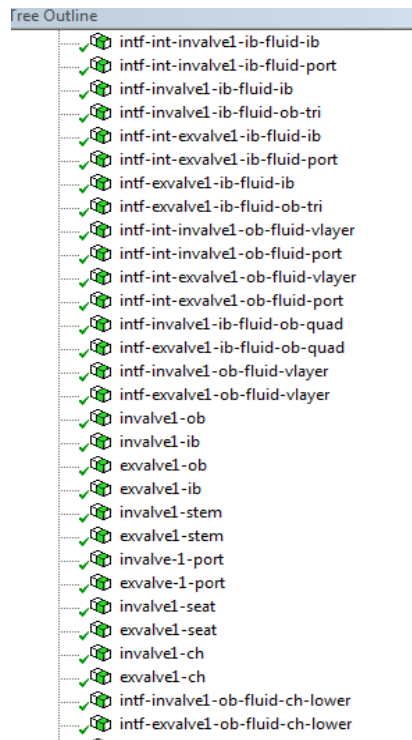 Tree Outline
intf-int-invalve1-ib-fluid-ib
intf-int-invalve1-ib-fluid-port
intf-invalve1-ib-fluid-ib
intf-invalve1-ib-fluid-ob-tri
intf-int-exvalve1-ib-fluid-ib
intf-int-exvalve1-ib-fluid-port
intf-exvalve1-ib-fluid-ib
intf-exvalve1-ib-fluid-ob-tri
intf-int-invalve1-ob-fluid-vlayer
intf-int-invalve1-ob-fluid-port
intf-int-exvalve1-ob-fluid-vlayer
intf-int-exvalve1-ob-fluid-port
intf-invalve1-ib-fluid-ob-quad
intf-exvalve1-ib-fluid-ob-quad
intf-invalve1-ob-fluid-vlayer
intf-exvalve1-ob-fluid-vlayer
invalve1-ob
invalve1-ib
exvalve1-ob
exvalve1-ib
invalve1-stem
exvalve1-stem
invalve-1-port
exvalve-1-port
invalve1-seat
exvalve1-seat
invalve1-ch
exvalve1-ch
intf-invalve1-ob-fluid-ch-lower
intf-exvalve1-ob-fluid-ch-lower